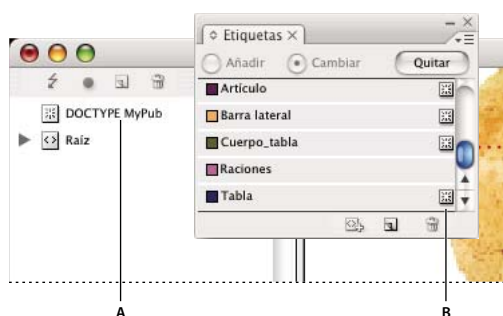 Etiquetas
Añadir
Cambiar
Quitar
DOCTYPE MyPub
Raíz
Artículo
Barra lateral
Cuerpo_tabla
Raciones
Tabla
A
B